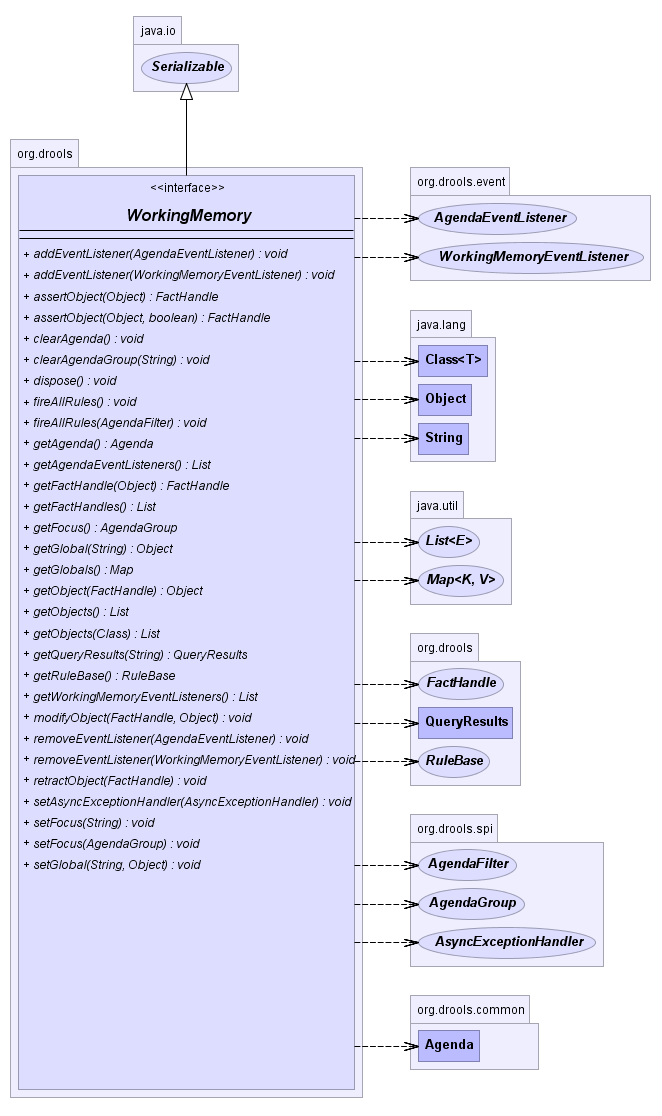 java.io
Serializable
org.drools
<<interface>>
WorkingMemory
+ addEventListener(AgendaEventListener) : void
+ addEventListener(WorkingMemoryEventListener) : void
+ assertObject(Object) : FactHandle
+ assertObject(Object, boolean) : FactHandle
+ clearAgenda() : void
+ clearAgendaGroup(String) : void
+ dispose() : void
+ fireAllRules() : void
+ fireAllRules(AgendaFilter) : void
+ getAgenda() : Agenda
+ getAgendaEventListeners() : List
+ getFactHandle(Object) : FactHandle
+ getFactHandles() : List
+ getFocus() : AgendaGroup
+ getGlobal(String) : Object
+ getGlobals() : Map
+ getObject(FactHandle) : Object
+ getObjects() : List
+ getObjects(Class) : List
+ getQueryResults(String) : QueryResults
+ getRuleBase() : RuleBase
+ getWorkingMemoryEventListeners() : List
+ modifyObject(FactHandle, Object) : void
+ removeEventListener(AgendaEventListener) : void
+ removeEventListener(WorkingMemoryEventListener) : void
+ retractObject(FactHandle) : void
+ setAsyncExceptionHandler(AsyncExceptionHandler) : void
+ setFocus(String) : void
+ setFocus(AgendaGroup) : void
+ setGlobal(String, Object) : void
org.drools.event
AgendaEventListener
WorkingMemoryEventListener
java.lang
Class<T>
Object
String
java.util
List<E>
Map<K, V>
org.drools
FactHandle
QueryResults
RuleBase
org.drools.spi
AgendaFilter
AgendaGroup
AsyncExceptionHandler
org.drools.common
Agenda